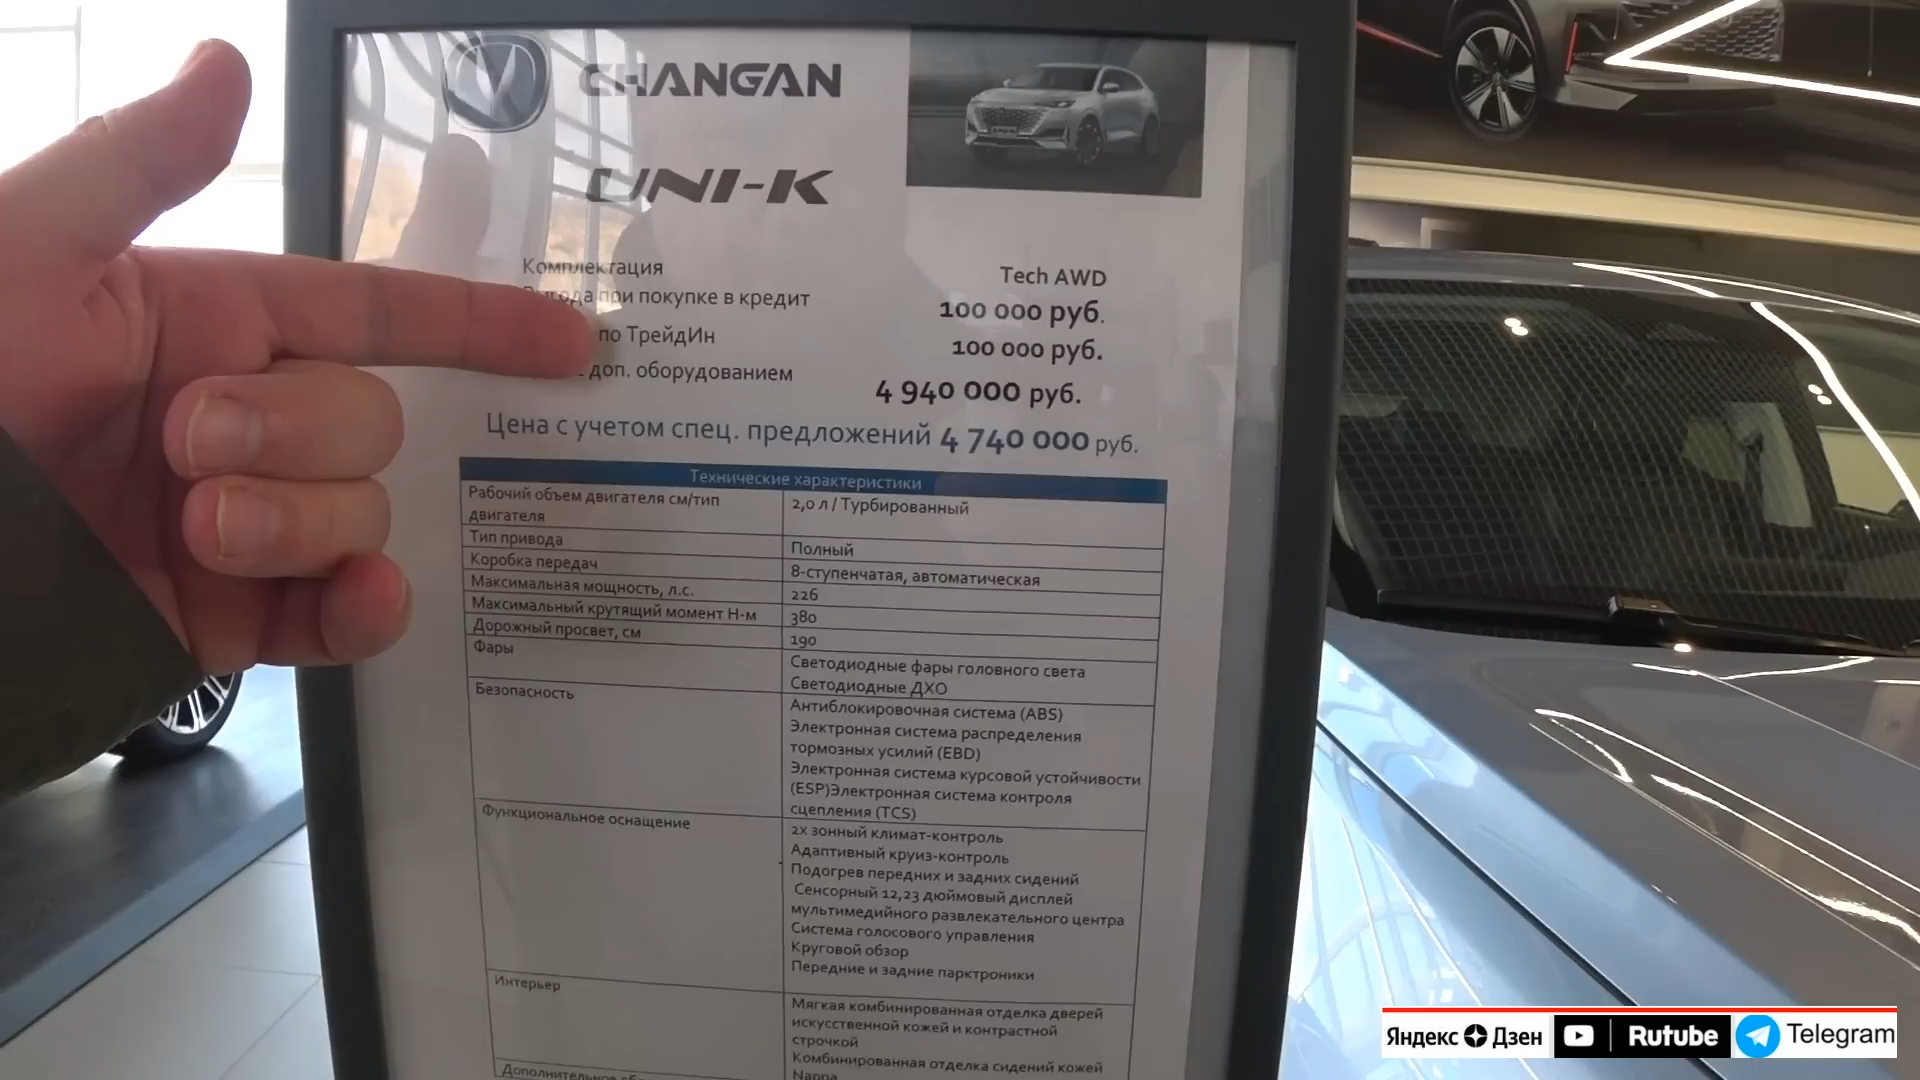 CHANGAN
UNI-K
Комплектация Tech AWD
Выгода при покупке в кредит 100 000 руб.
по ТрейдИн 100 000 руб.
доп. оборудованием 4 940 000 руб.
Цена с учетом спец. предложений 4 740 000 руб.
Технические характеристики
Рабочий объем двигателя см/тип
двигателя
2,0 л / Турбированный
Тип привода Полный
Коробка передач 8-ступенчатая, автоматическая
Максимальная мощность, л.с. 226
Максимальный крутящий момент Н-м 380
Дорожный просвет, см 190
Фары Светодиодные фары головного света
Светодиодные ДХО
Безопасность Антиблокировочная система (ABS)
Электронная система распределения
тормозных усилий (EBD)
Электронная система курсовой устойчивости
(ESP)Электронная система контроля
сцепления (TCS)
Функциональное оснащение 2х зонный климат-контроль
Адаптивный круиз-контроль
Подогрев передних и задних сидений
Сенсорный 12,23 дюймовый дисплей
мультимедийного развлекательного центра
Система голосового управления
Круговой обзор
Передние и задние парктроники
Интерьер Мягкая комбинированная отделка дверей
искусственной кожей и контрастной
строчкой
Комбинированная отделка сидений кожей
Nappa
Яндекс Дзен Rutube Telegram